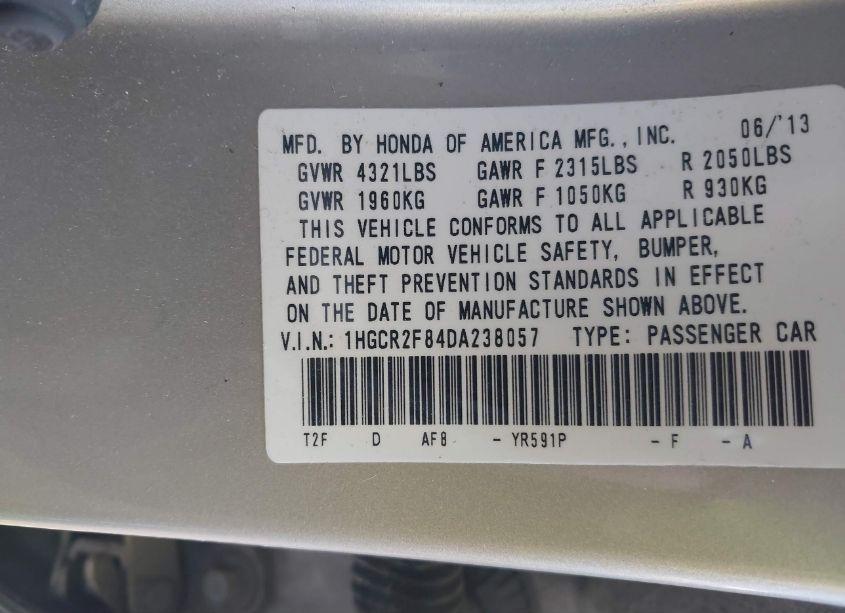 MFD. BY HONDA OF AMERICA MFG., INC. 06/'13
GVWR 4321LBS GAWR F 2315LBS R 2050LBS
GVWR 1960KG GAWR F 1050KG R 930KG
THIS VEHICLE CONFORMS TO ALL APPLICABLE
FEDERAL MOTOR VEHICLE SAFETY, BUMPER,
AND THEFT PREVENTION STANDARDS IN EFFECT
ON THE DATE OF MANUFACTURE SHOWN ABOVE.
V.I.N.: 1HGCR2F84DA238057 TYPE: PASSENGER CAR
T2F D AF8 - YR591P - F - A